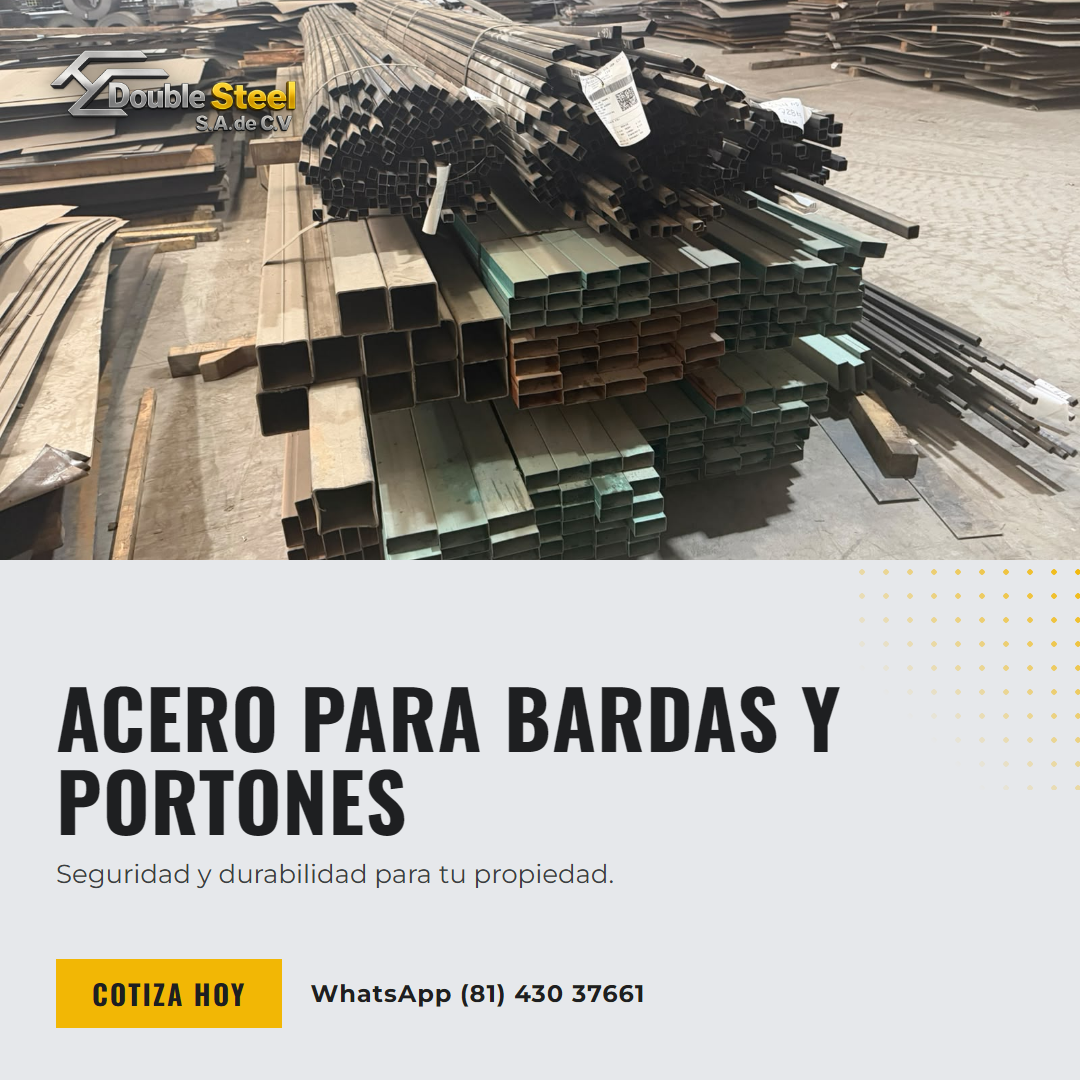 Double Steel
S.A. de C.V
ACERO PARA BARDAS Y
PORTONES
Seguridad y durabilidad para tu propiedad.
COTIZA HOY
WhatsApp (81) 430 37661